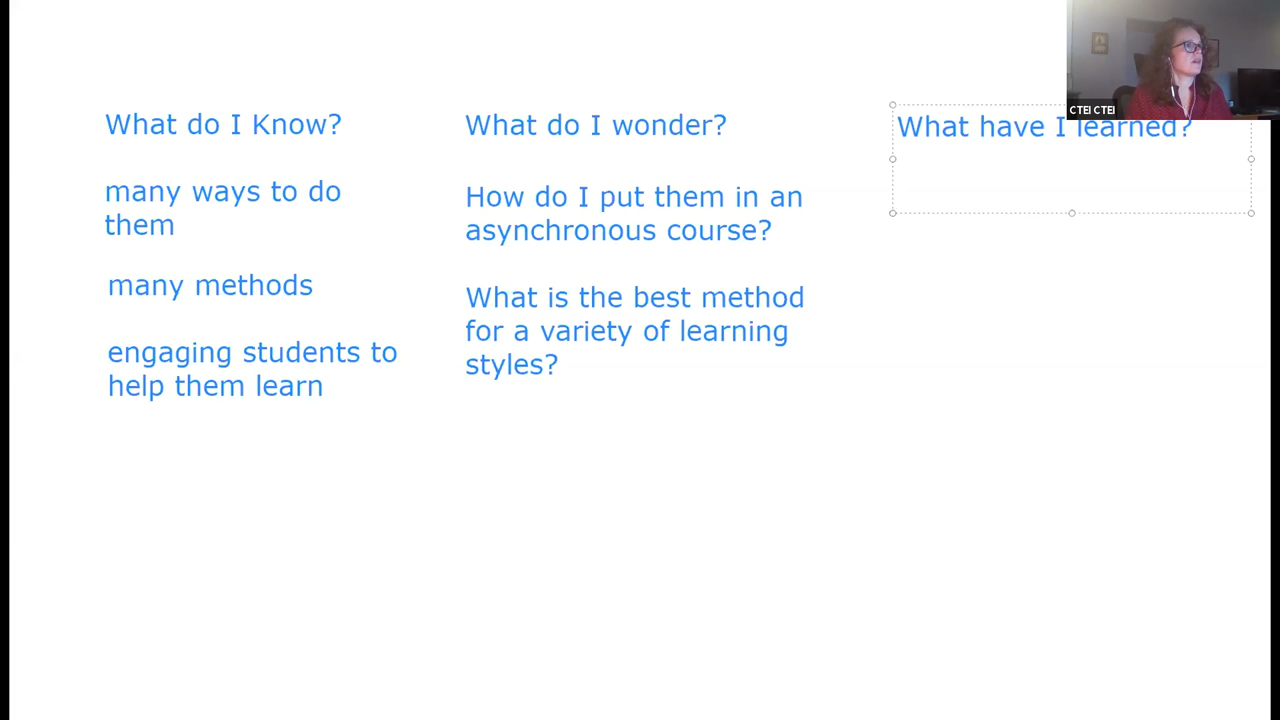 What do I Know?
many ways to do
them
many methods
engaging students to
help them learn
What do I wonder?
How do I put them in an
asynchronous course?
What is the best method
for a variety of learning
styles?
What have I learned?
CTEI CTEI